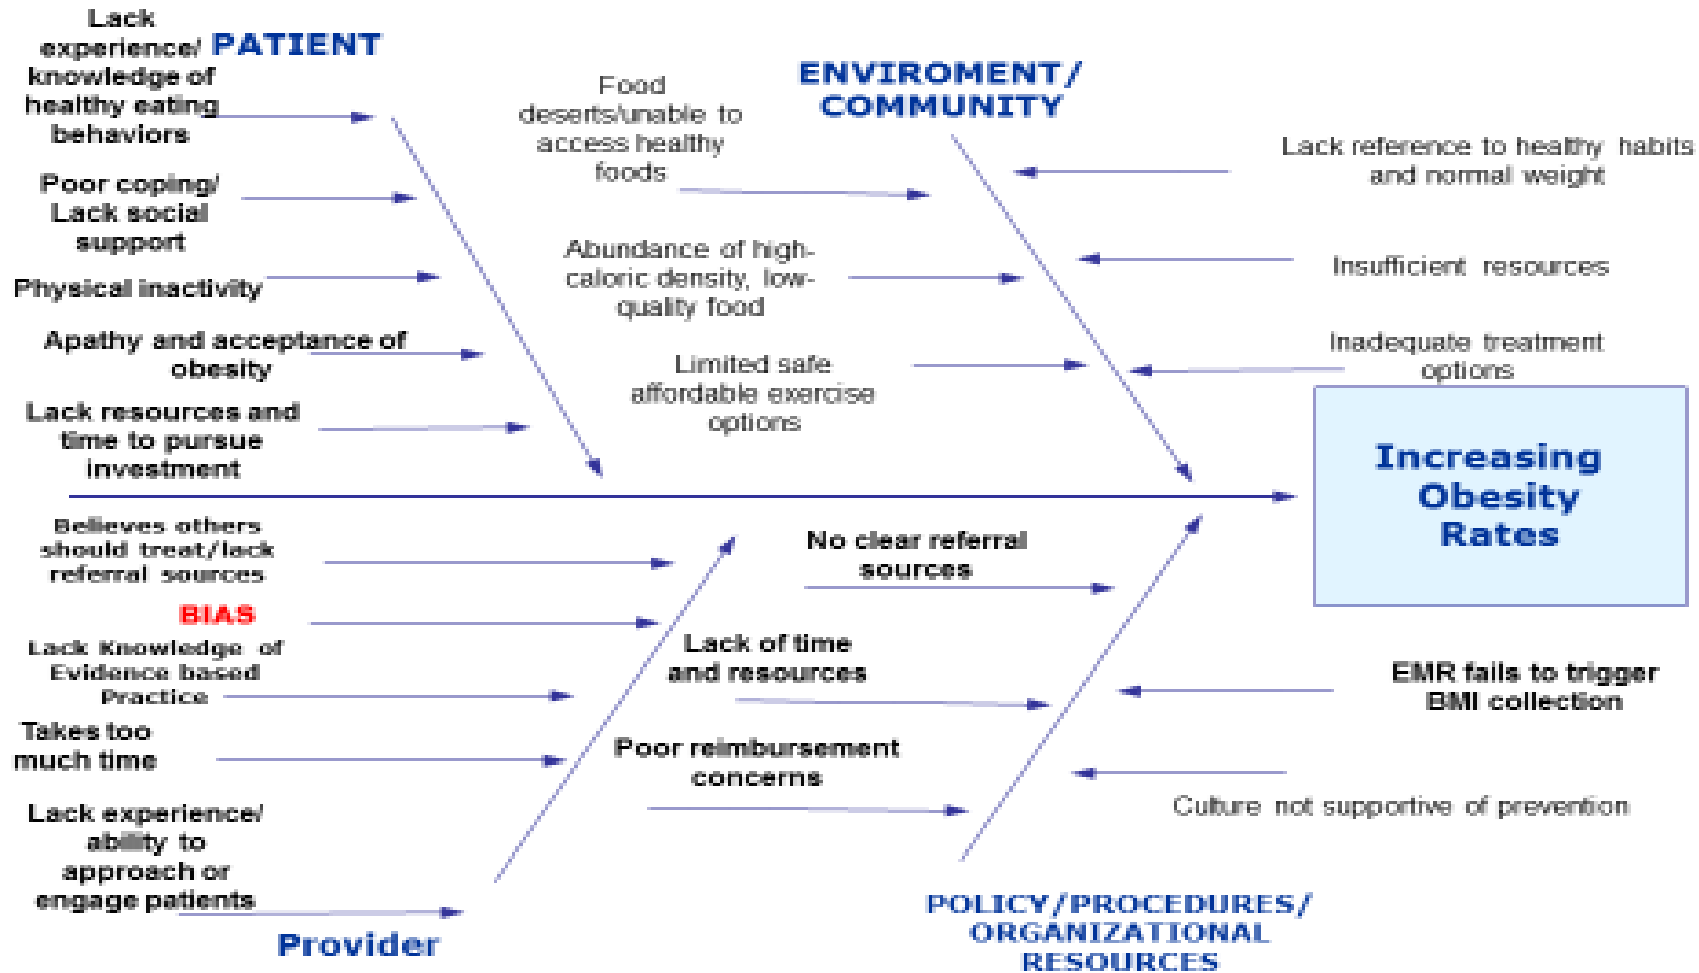 Lack
experience/
knowledge of
healthy eating
behaviors
PATIENT
Poor coping/
Lack social
support
Physical inactivity
Apathy and acceptance of
obesity
Lack resources and
time to pursue
investment
Food
deserts/unable to
access healthy
foods
Abundance of high-
caloric density, low-
quality food
Limited safe
affordable exercise
options
ENVIROMENT/
COMMUNITY
Lack reference to healthy habits
and normal weight
Insufficient resources
Inadequate treatment
options
Increasing
Obesity
Rates
Believes others
should treat/lack
referral sources
BIAS
Lack Knowledge of
Evidence based
Practice
Takes too
much time
Lack experience/
ability to
approach or
engage patients
Provider
No clear referral
sources
Lack of time
and resources
Poor reimbursement
concerns
EMR fails to trigger
BMI collection
Culture not supportive of prevention
POLICY/PROCEDURES/
ORGANIZATIONAL
RESOURCES